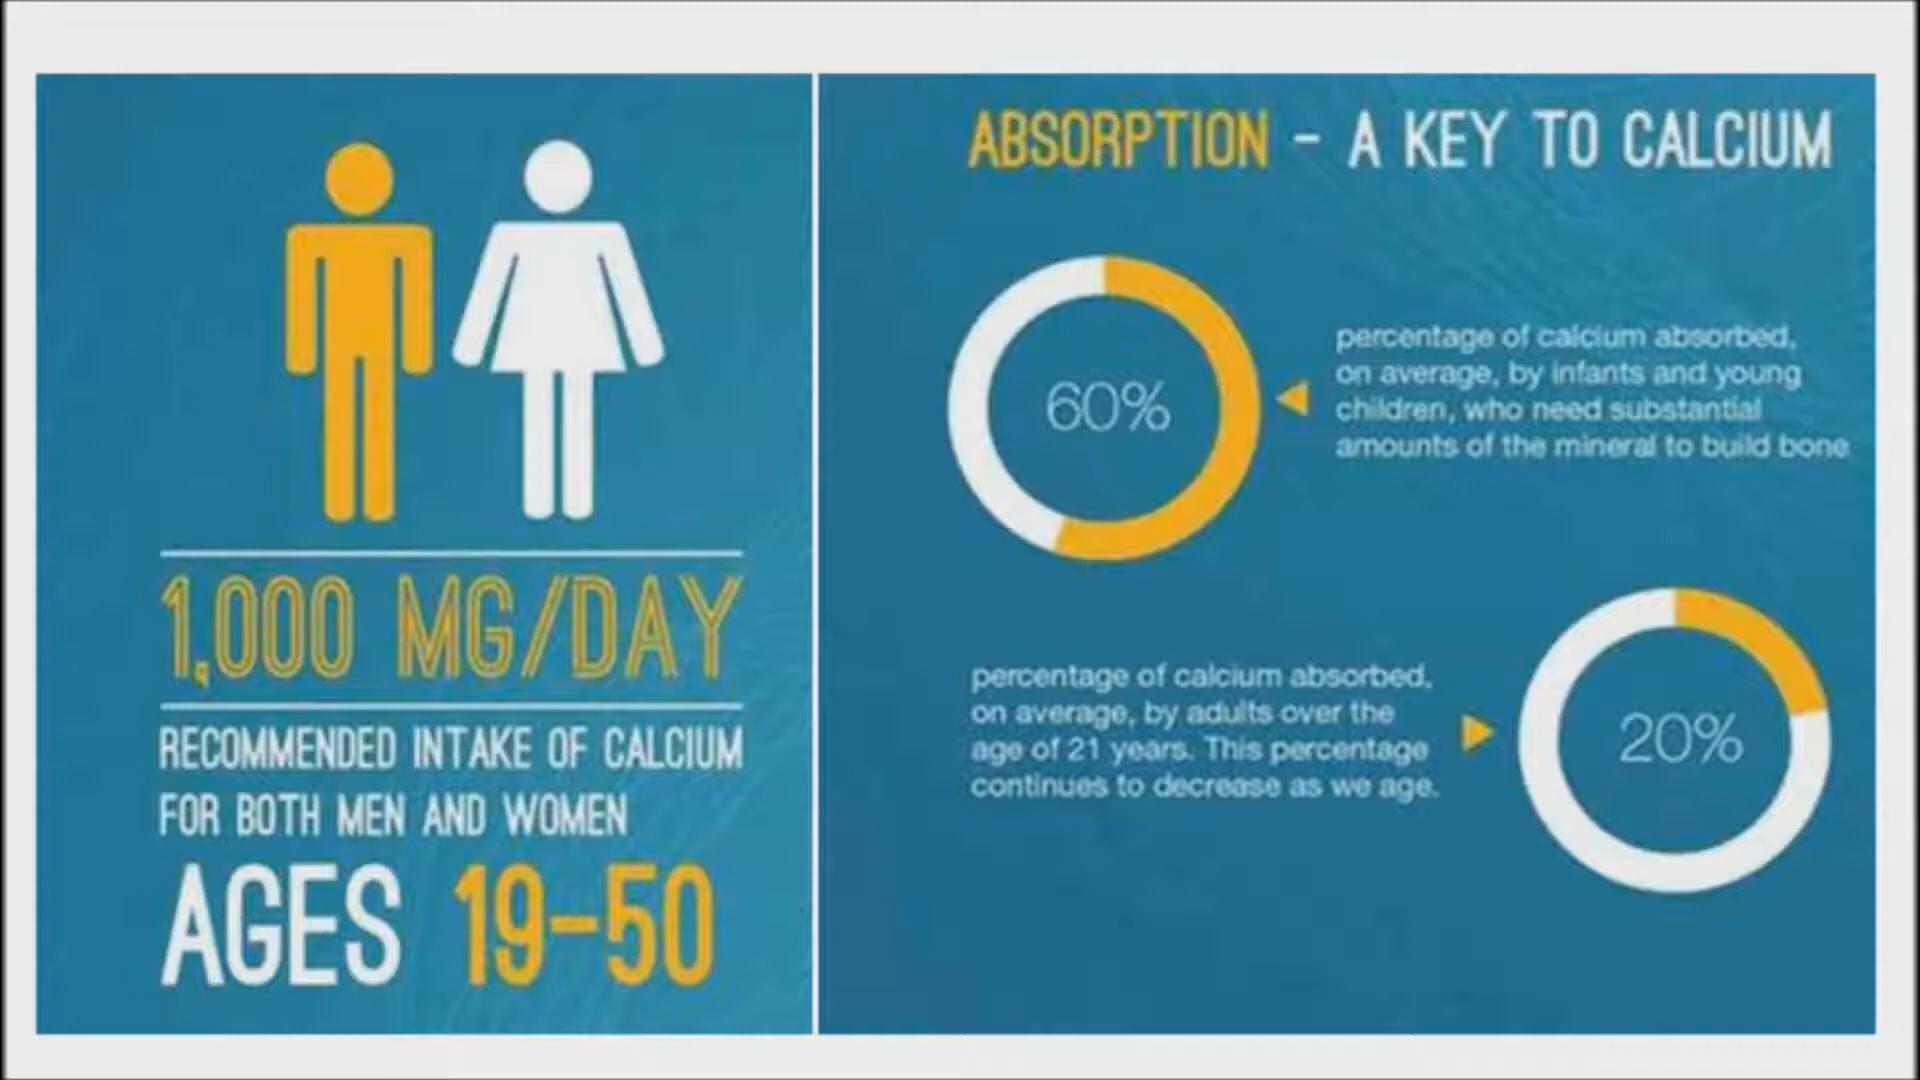 1,000 MG/DAY
RECOMMENDED INTAKE OF CALCIUM
FOR BOTH MEN AND WOMEN
AGES 19-50
ABSORPTION - A KEY TO CALCIUM
60%
percentage of calcium absorbed,
on average, by infants and young
children, who need substantial
amounts of the mineral to build bone
percentage of calcium absorbed,
on average, by adults over the
age of 21 years. This percentage
continues to decrease as we age.
20%